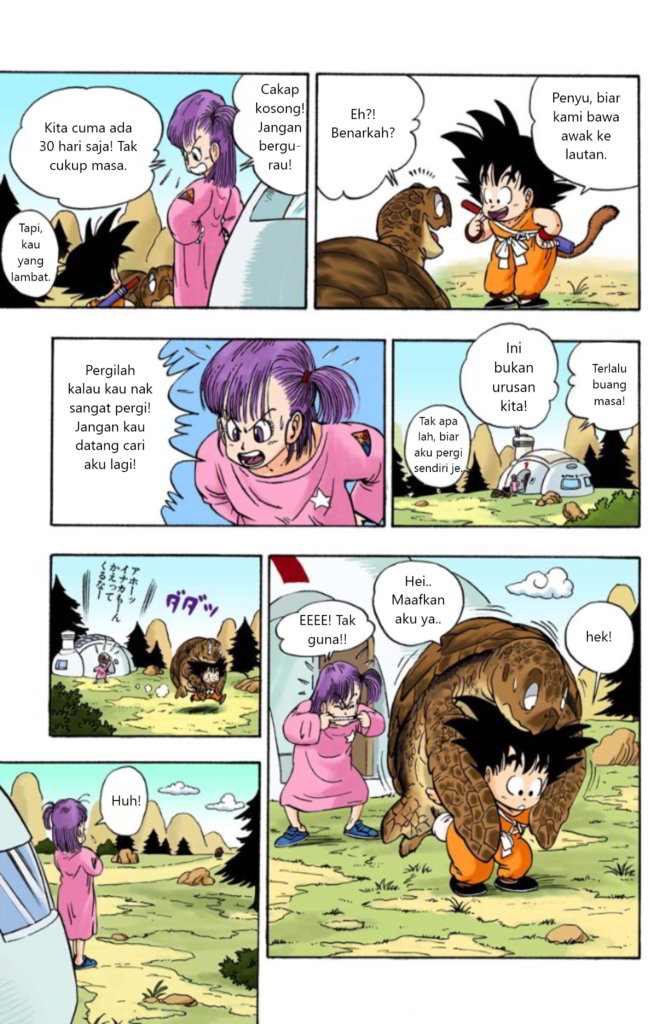 Penyu, biar
kami bawa
awak ke
lautan.
Eh?!
Benarkah?
Cakap
kosong!
Jangan
bergu-
rau!
Kita cuma ada
30 hari saja! Tak
cukup masa.
Tapi,
kau
yang
lambat.
Terlalu
buang
masa!
Ini
bukan
urusan
kita!
Tak apa
lah, biar
aku pergi
sendiri je.
Pergilah
kalau kau nak
sangat pergi!
Jangan kau
datang cari
aku lagi!
hek!
Hei..
Maafkan
aku ya..
EEEE! Tak
guna!!
ダダダッ
アホーッ
イナカもーん
かえって
くるなー
Huh!